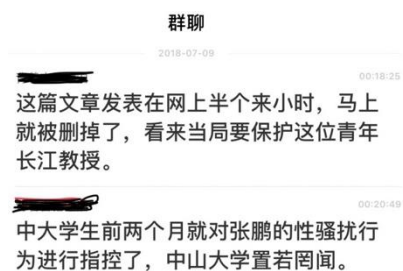 群聊
2018-07-09
00:18:25
这篇文章发表在网上半个来小时，马上
就被删掉了，看来当局要保护这位青年
长江教授。
00:20:49
中大学生前两个月就对张鹏的性骚扰行
为进行指控了，中山大学置若罔闻。